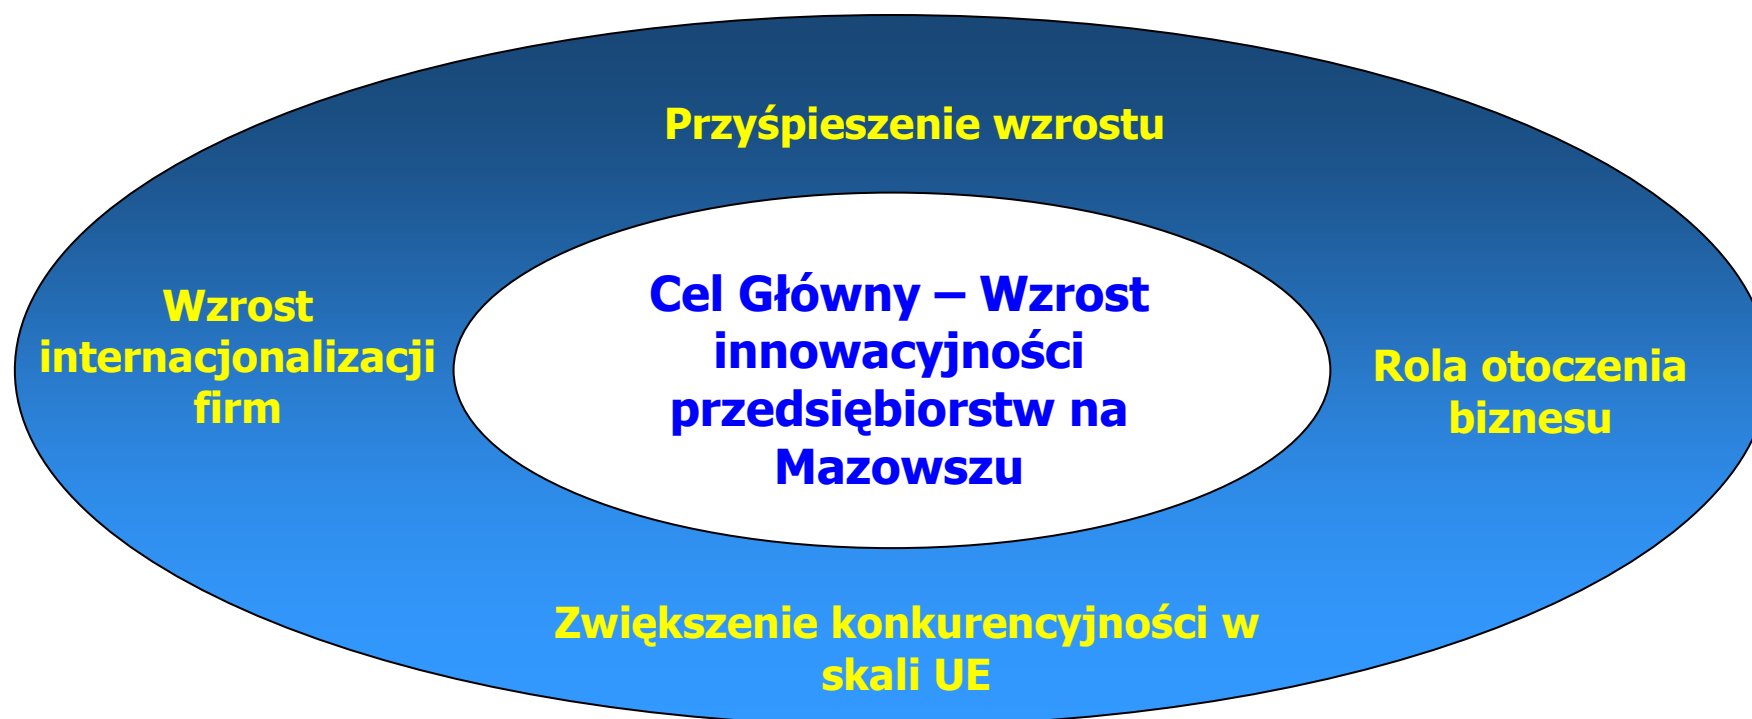 Przyśpieszenie wzrostu
Wzrost
internacjonalizacji
firm
Cel Główny – Wzrost
innowacyjności
przedsiębiorstw na
Mazowszu
Rola otoczenia
biznesu
Zwiększenie konkurencyjności w
skali UE